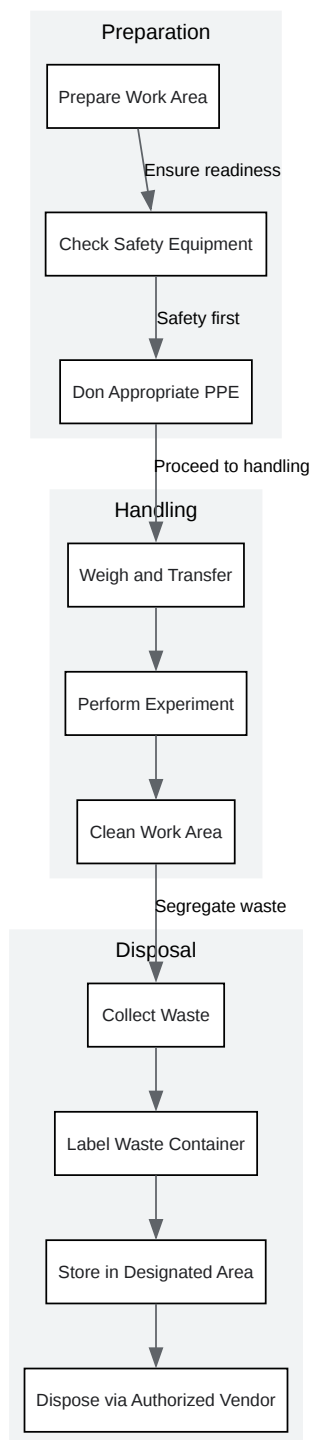 Preparation
Prepare Work Area
Ensure readiness
Check Safety Equipment
Safety first
Don Appropriate PPE
Proceed to handling
Handling
Weigh and Transfer
Perform Experiment
Clean Work Area
Segregate waste
Disposal
Collect Waste
Label Waste Container
Store in Designated Area
Dispose via Authorized Vendor